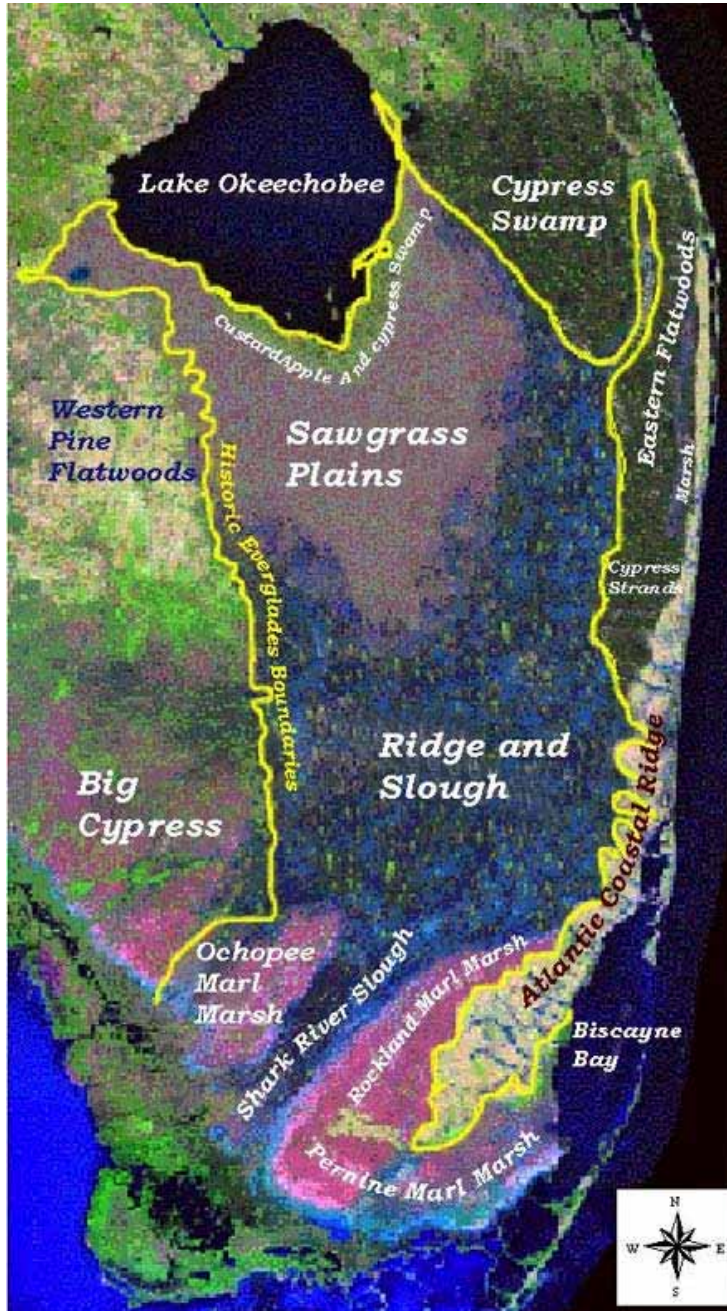 Lake Okeechobee
Cypress
Swamp
CustardApple And cypress Swamp
Eastern Flatwoods
Western
Pine
Flatwoods
Sawgrass
Plains
Historic Everglades Boundaries
Marsh
Cypress
Strands
Ridge and
Slough
Big
Cypress
Atlantic Coastal Ridge
Ochopee
Marl
Marsh
Shark River Slough
Rockland Marl Marsh
Biscayne
Bay
Pernine Marl Marsh
N
W E
S